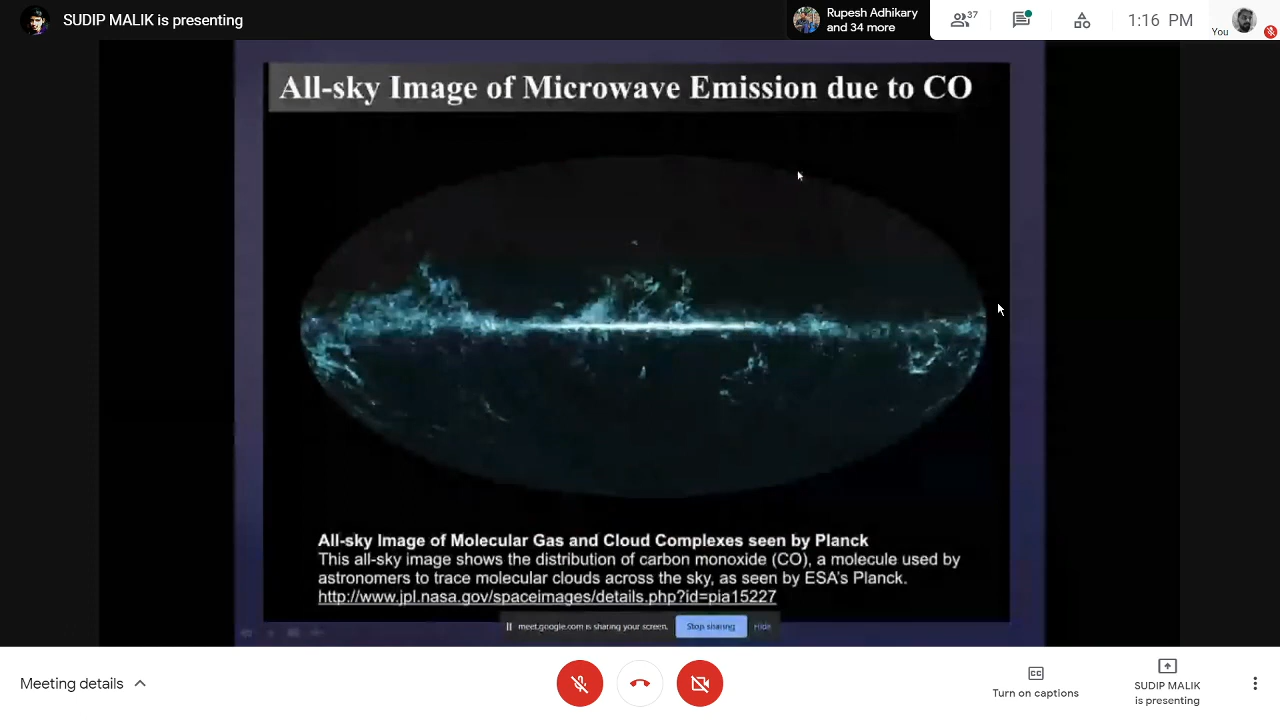 SUDIP MALIK is presenting
Rupesh Adhikary
and 34 more
37
1:16 PM
You
All-sky Image of Microwave Emission due to CO
All-sky Image of Molecular Gas and Cloud Complexes seen by Planck
This all-sky image shows the distribution of carbon monoxide (CO), a molecule used by
astronomers to trace molecular clouds across the sky, as seen by ESA's Planck.
http://www.jpl.nasa.gov/spaceimages/details.php?id=pia15227
meet.google.com is sharing your screen.
Stop sharing
Hide
Meeting details
CC
Turn on captions
SUDIP MALIK
is presenting